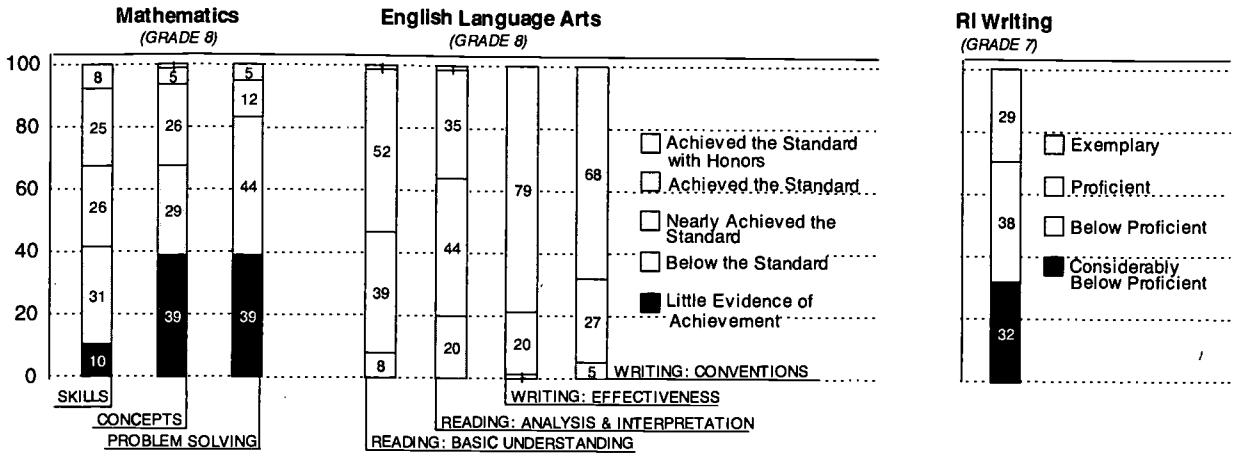 Mathematics
(GRADE 8)
English Language Arts
(GRADE 8)
RI Writing
(GRADE 7)
100
80
60
40
20
0
8
25
26
31
10
5
26
29
39
5
12
44
39
52
39
8
35
44
20
79
20
68
27
5
SKILLS
CONCEPTS
PROBLEM SOLVING
READING: BASIC UNDERSTANDING
READING: ANALYSIS & INTERPRETATION
WRITING: EFFECTIVENESS
WRITING: CONVENTIONS
Achieved the Standard
with Honors
Achieved the Standard
Nearly Achieved the
Standard
Below the Standard
Little Evidence of
Achievement
29
38
32
Exemplary
Proficient
Below Proficient
Considerably
Below Proficient